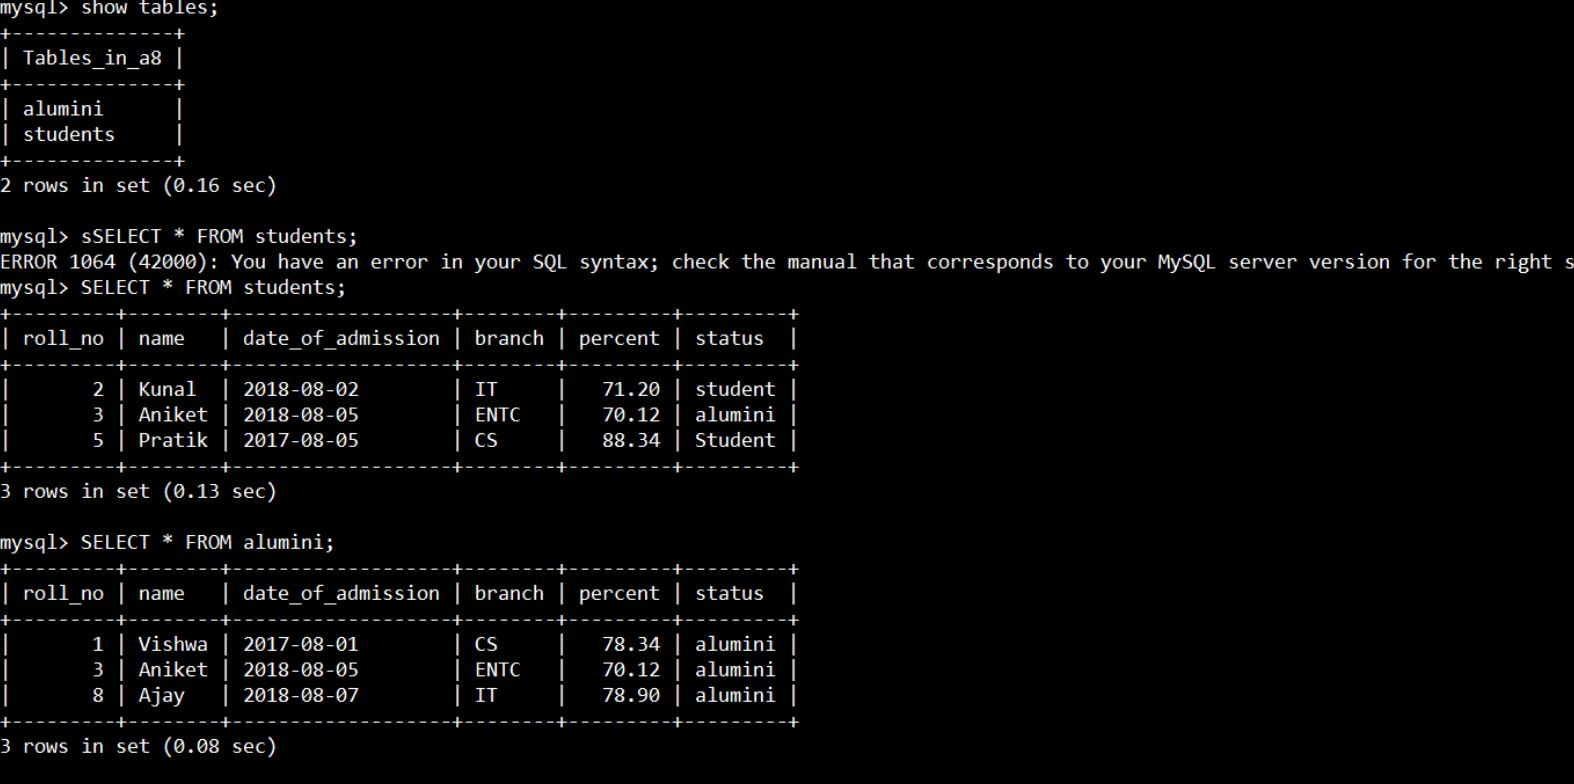 mysql> show tables;
+--------------+
| Tables_in_a8 |
+--------------+
| alumini      |
| students     |
+--------------+
2 rows in set (0.16 sec)

mysql> sSELECT * FROM students;
ERROR 1064 (42000): You have an error in your SQL syntax; check the manual that corresponds to your MySQL server version for the right s
mysql> SELECT * FROM students;
+---------+--------+-------------------+--------+---------+---------+
| roll_no | name   | date_of_admission | branch | percent | status  |
+---------+--------+-------------------+--------+---------+---------+
|       2 | Kunal  | 2018-08-02        | IT     |   71.20 | student |
|       3 | Aniket | 2018-08-05        | ENTC   |   70.12 | alumini |
|       5 | Pratik | 2017-08-05        | CS     |   88.34 | Student |
+---------+--------+-------------------+--------+---------+---------+
3 rows in set (0.13 sec)

mysql> SELECT * FROM alumini;
+---------+--------+-------------------+--------+---------+---------+
| roll_no | name   | date_of_admission | branch | percent | status  |
+---------+--------+-------------------+--------+---------+---------+
|       1 | Vishwa | 2017-08-01        | CS     |   78.34 | alumini |
|       3 | Aniket | 2018-08-05        | ENTC   |   70.12 | alumini |
|       8 | Ajay   | 2018-08-07        | IT     |   78.90 | alumini |
+---------+--------+-------------------+--------+---------+---------+
3 rows in set (0.08 sec)